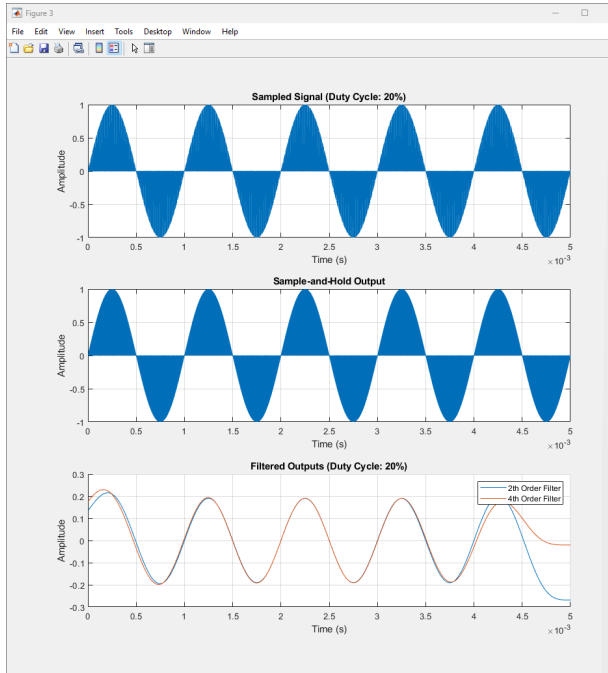 Figure 3
File Edit View Insert Tools Desktop Window Help
Sampled Signal (Duty Cycle: 20%)
1
0.5
0
-0.5
-1
Amplitude
0 0.5 1 1.5 2 2.5 3 3.5 4 4.5 5
Time (s)
×10⁻³
Sample-and-Hold Output
1
0.5
0
-0.5
-1
Amplitude
0 0.5 1 1.5 2 2.5 3 3.5 4 4.5 5
Time (s)
×10⁻³
Filtered Outputs (Duty Cycle: 20%)
0.3
0.2
0.1
0
-0.1
-0.2
-0.3
Amplitude
2th Order Filter
4th Order Filter
0 0.5 1 1.5 2 2.5 3 3.5 4 4.5 5
Time (s)
×10⁻³